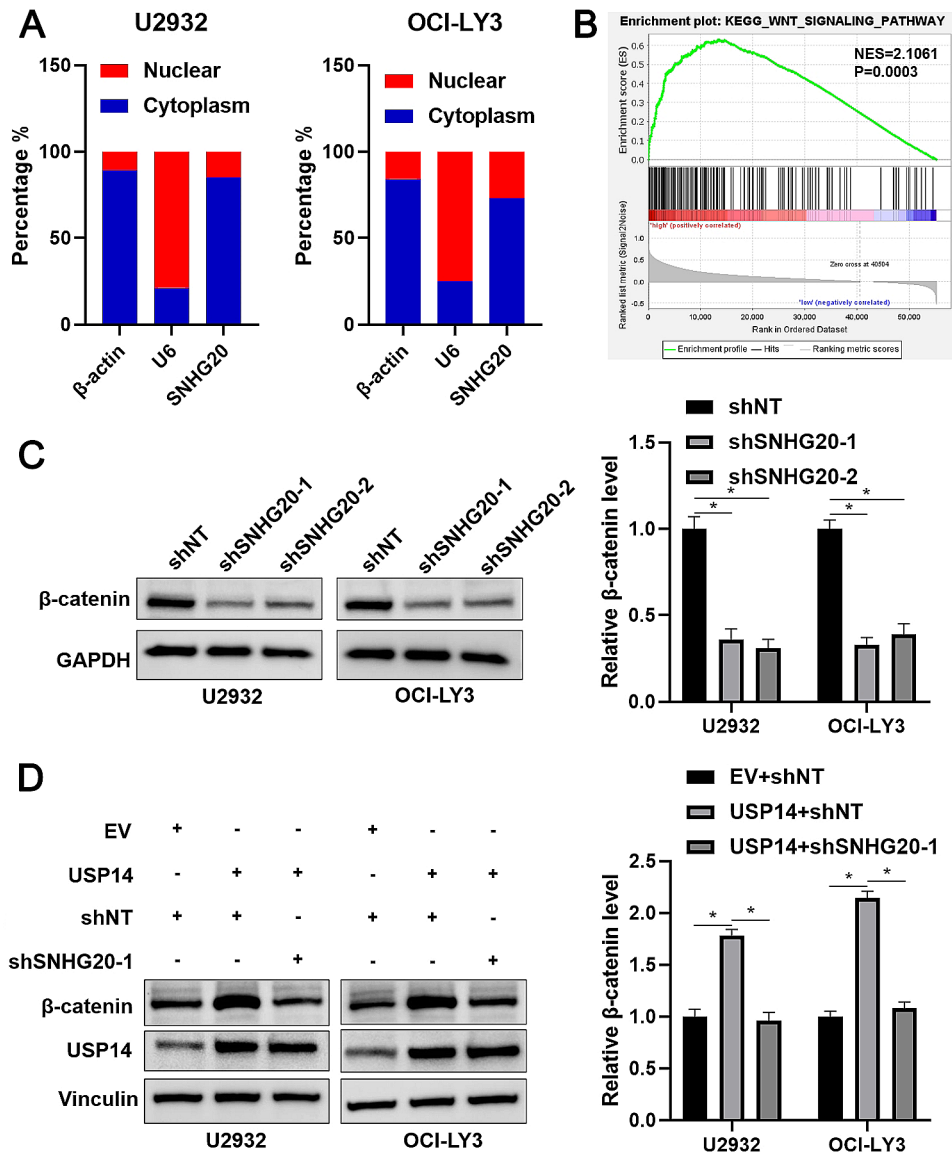 A
U2932
OCI-LY3
150
100
50
0
Percentage %
Nuclear
Cytoplasm
β-actin
U6
SNHG20
150
100
50
0
Percentage %
Nuclear
Cytoplasm
β-actin
U6
SNHG20
B
Enrichment plot: KEGG_WNT_SIGNALING_PATHWAY
NES=2.1061
P=0.0003
Enrichment score (ES)
0.6
0.5
0.4
0.3
0.2
0.1
0.0
'high' (positively correlated)
Ranked list metric (Signal2Noise)
1.0
0.5
0.0
-0.5
Zero cross at 40504
'low' (negatively correlated)
0 10,000 20,000 30,000 40,000 50,000
Rank in Ordered Dataset
Enrichment profile Hits Ranking metric scores
C
shNT shSNHG20-1 shSNHG20-2 shNT shSNHG20-1 shSNHG20-2
β-catenin
GAPDH
U2932 OCI-LY3
shNT
shSNHG20-1
shSNHG20-2
Relative β-catenin level
1.5
1.0
0.5
0.0
* * * *
U2932 OCI-LY3
D
EV + - - + - -
USP14 - + + - + +
shNT + + - + + -
shSNHG20-1 - - + - - +
β-catenin
USP14
Vinculin
U2932 OCI-LY3
EV+shNT
USP14+shNT
USP14+shSNHG20-1
Relative β-catenin level
2.5
2.0
1.5
1.0
0.5
0.0
* * * *
U2932 OCI-LY3